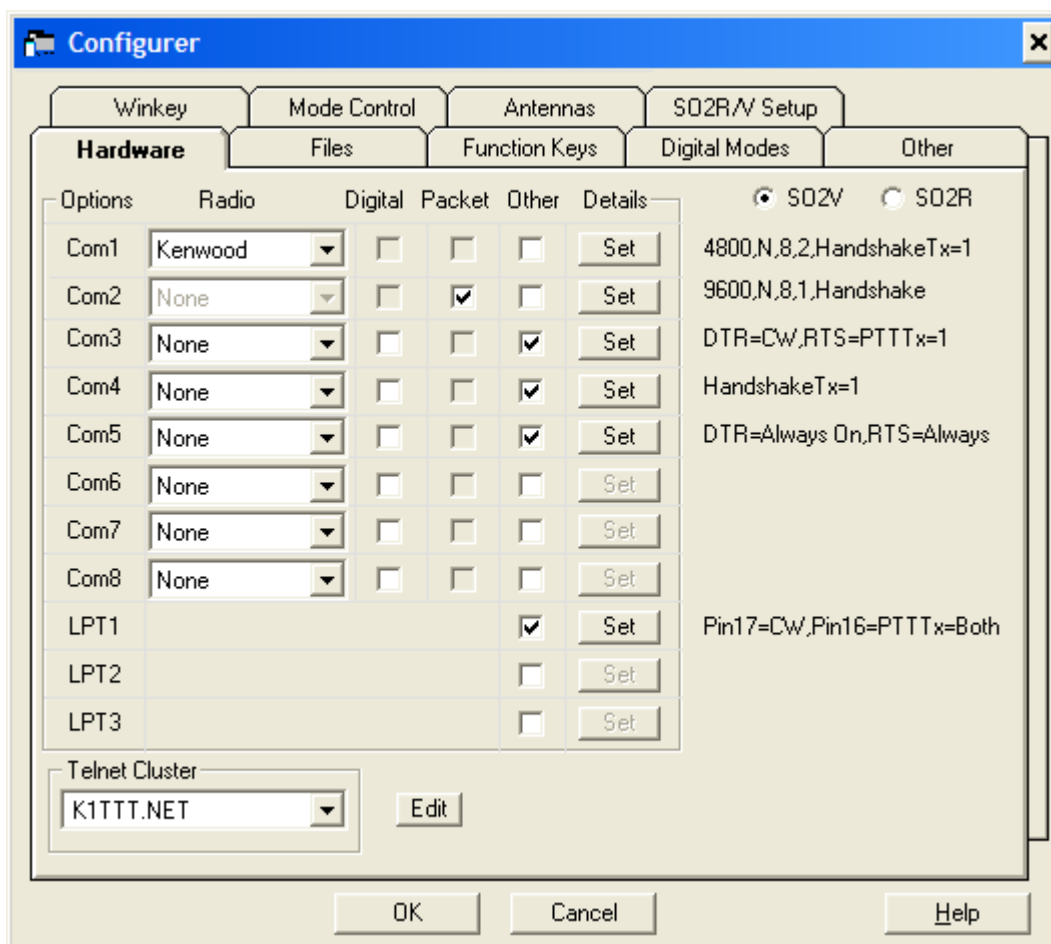 Configurer
Winkey Mode Control Antennas SO2R/V Setup
Hardware Files Function Keys Digital Modes Other
Options Radio Digital Packet Other Details SO2V SO2R
Com1 Kenwood Set 4800,N,8,2,HandshakeTx=1
Com2 None Set 9600,N,8,1,Handshake
Com3 None Set DTR=CW,RTS=PTTTx=1
Com4 None Set HandshakeTx=1
Com5 None Set DTR=Always On,RTS=Always
Com6 None Set
Com7 None Set
Com8 None Set
LPT1 Set Pin17=CW,Pin16=PTTTx=Both
LPT2 Set
LPT3 Set
Telnet Cluster
K1TTT.NET Edit
OK Cancel Help